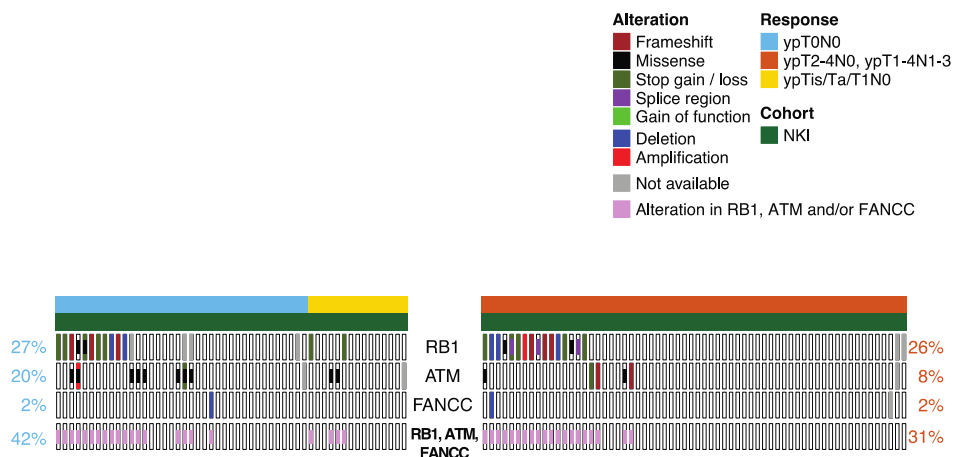 Alteration
Frameshift
Missense
Stop gain / loss
Splice region
Gain of function
Deletion
Amplification
Not available
Alteration in RB1, ATM and/or FANCC
Response
ypT0N0
ypT2-4N0, ypT1-4N1-3
ypTis/Ta/T1N0
Cohort
NKI
27% RB1 26%
20% ATM 8%
2% FANCC 2%
42% RB1, ATM, 31%
FANCC